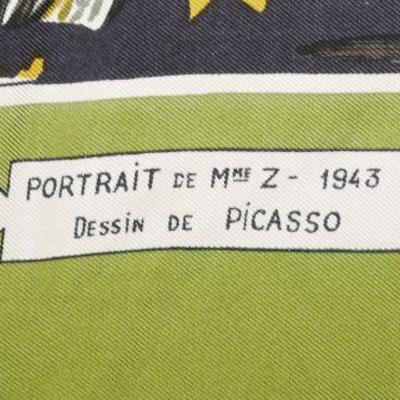 PORTRAiT DE Mme Z - 1943
DESSiN DE PiCASSO